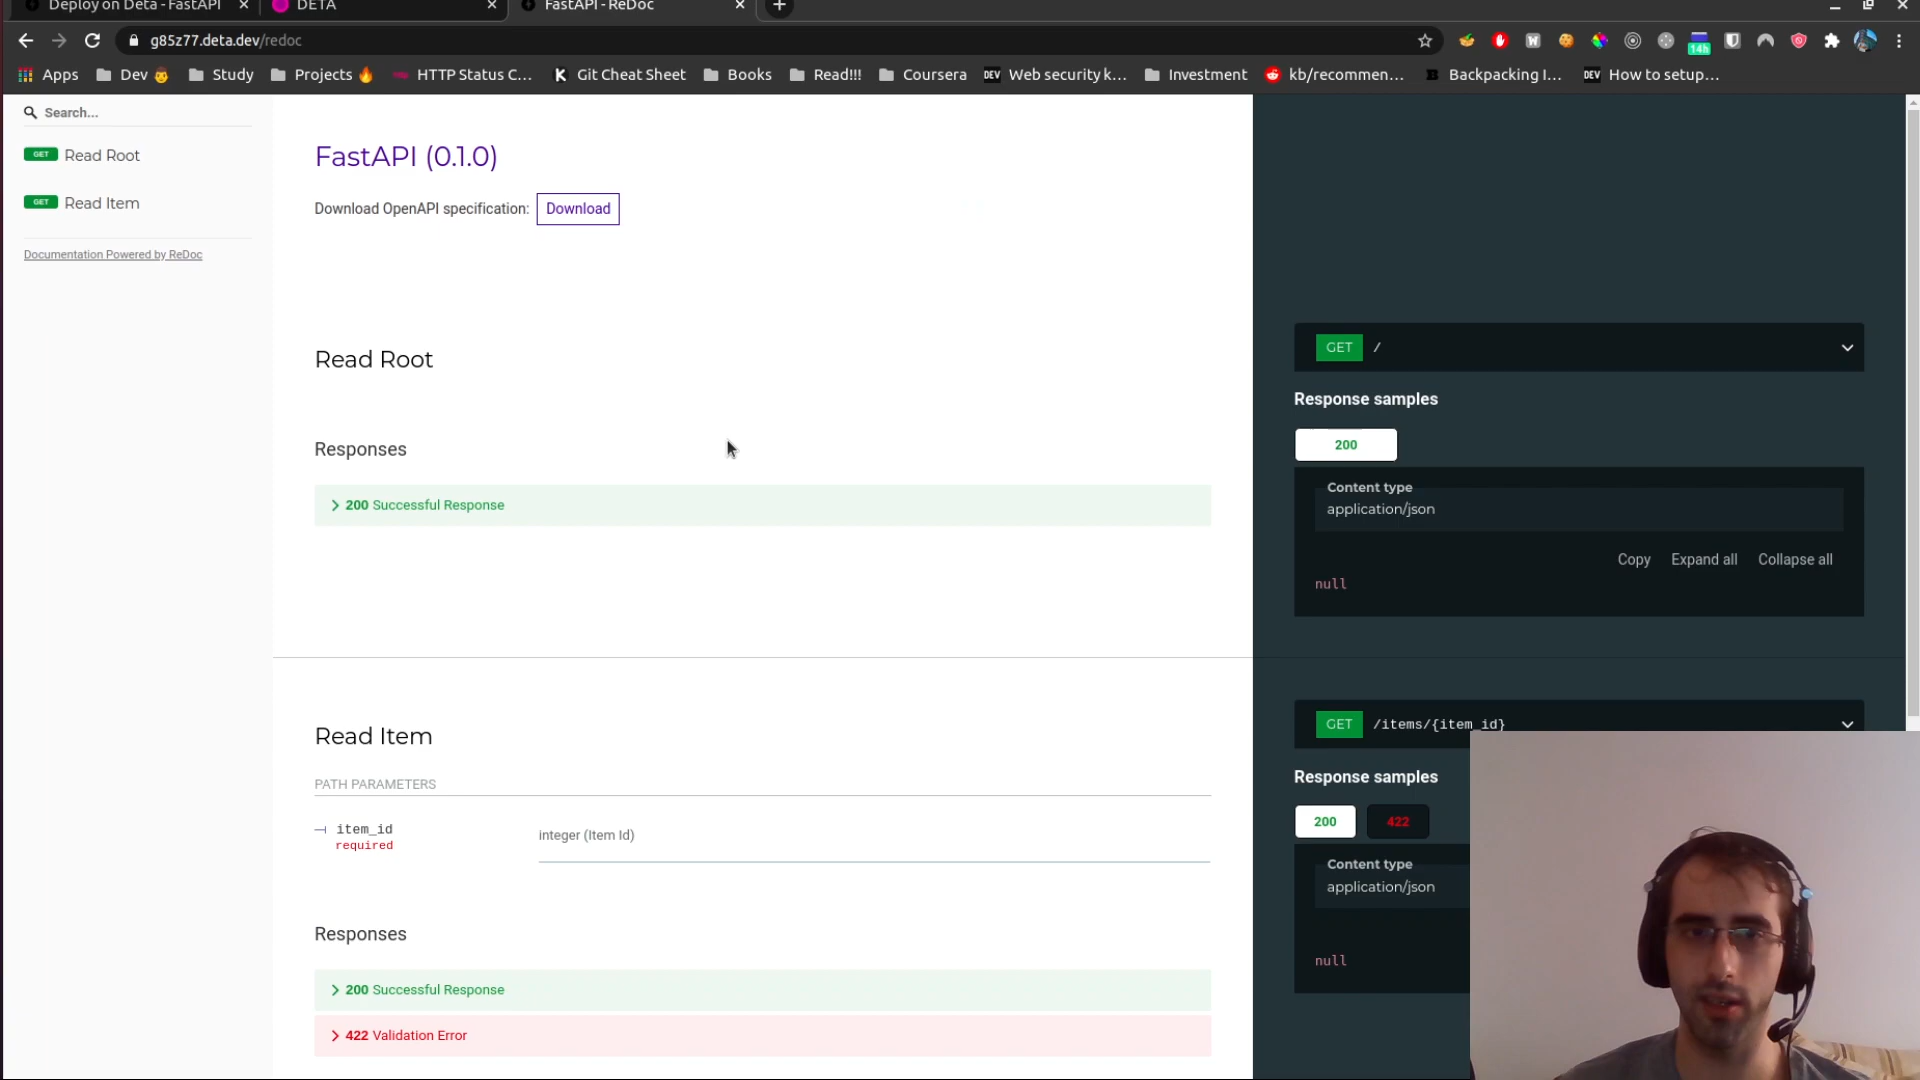 Deploy on Deta - FastAPI
DETA
FastAPI - ReDoc
g85z77.deta.dev/redoc
14h
Apps
Dev
Study
Projects
HTTP Status C...
Git Cheat Sheet
Books
Read!!!
Coursera
DEV
Web security k...
Investment
kb/recommen...
Backpacking I...
DEV
How to setup...
Search...
GET Read Root
GET Read Item
Documentation Powered by ReDoc
FastAPI (0.1.0)
Download OpenAPI specification: Download
Read Root
Responses
200 Successful Response
GET /
Response samples
200
Content type
application/json
Copy Expand all Collapse all
null
Read Item
PATH PARAMETERS
item_id
required
integer (Item Id)
Responses
200 Successful Response
422 Validation Error
GET /items/{item_id}
Response samples
200 422
Content type
application/json
null